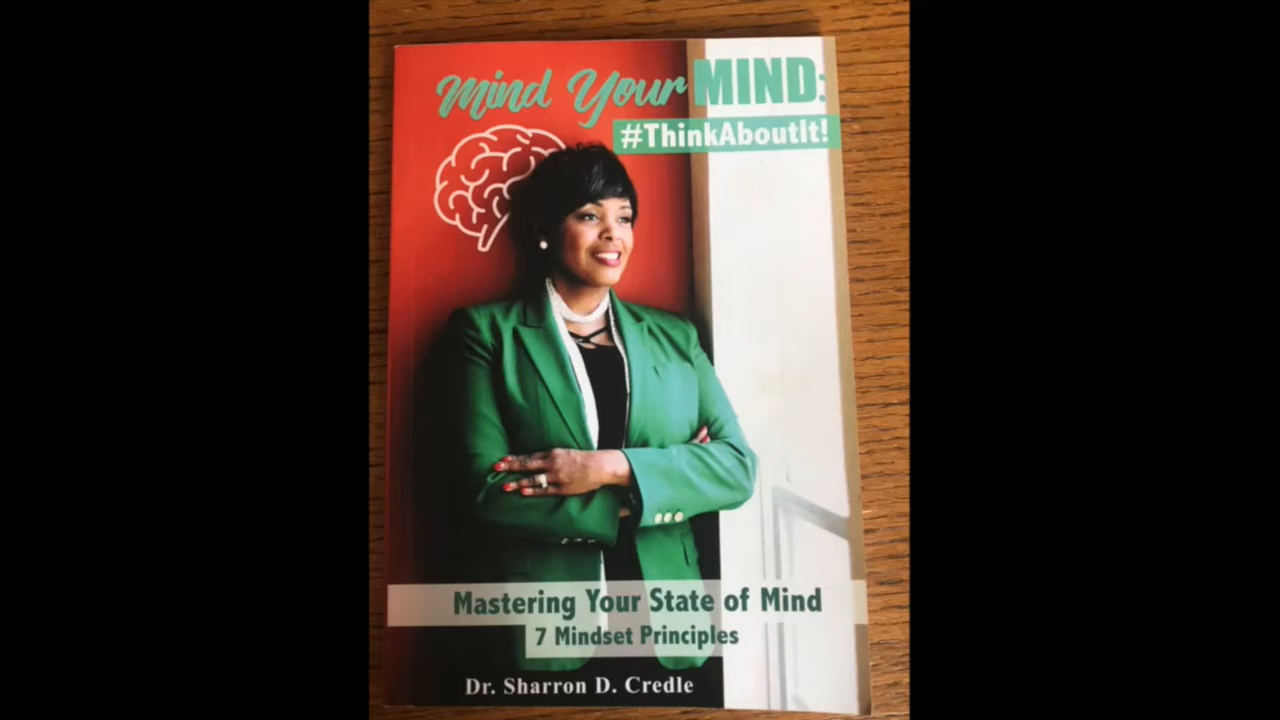 Mind Your MIND:
#ThinkAboutIt!
Mastering Your State of Mind
7 Mindset Principles
Dr. Sharron D. Credle